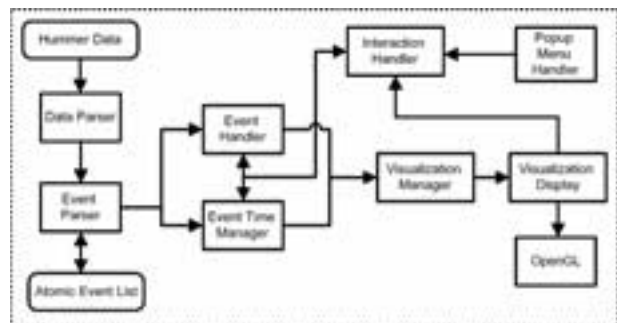 Hummer Data
Data Parser
Event
Parser
Atomic Event List
Event
Handler
Event Time
Manager
Interaction
Handler
Popup
Menu
Handler
Visualization
Manager
Visualization
Display
OpenGL